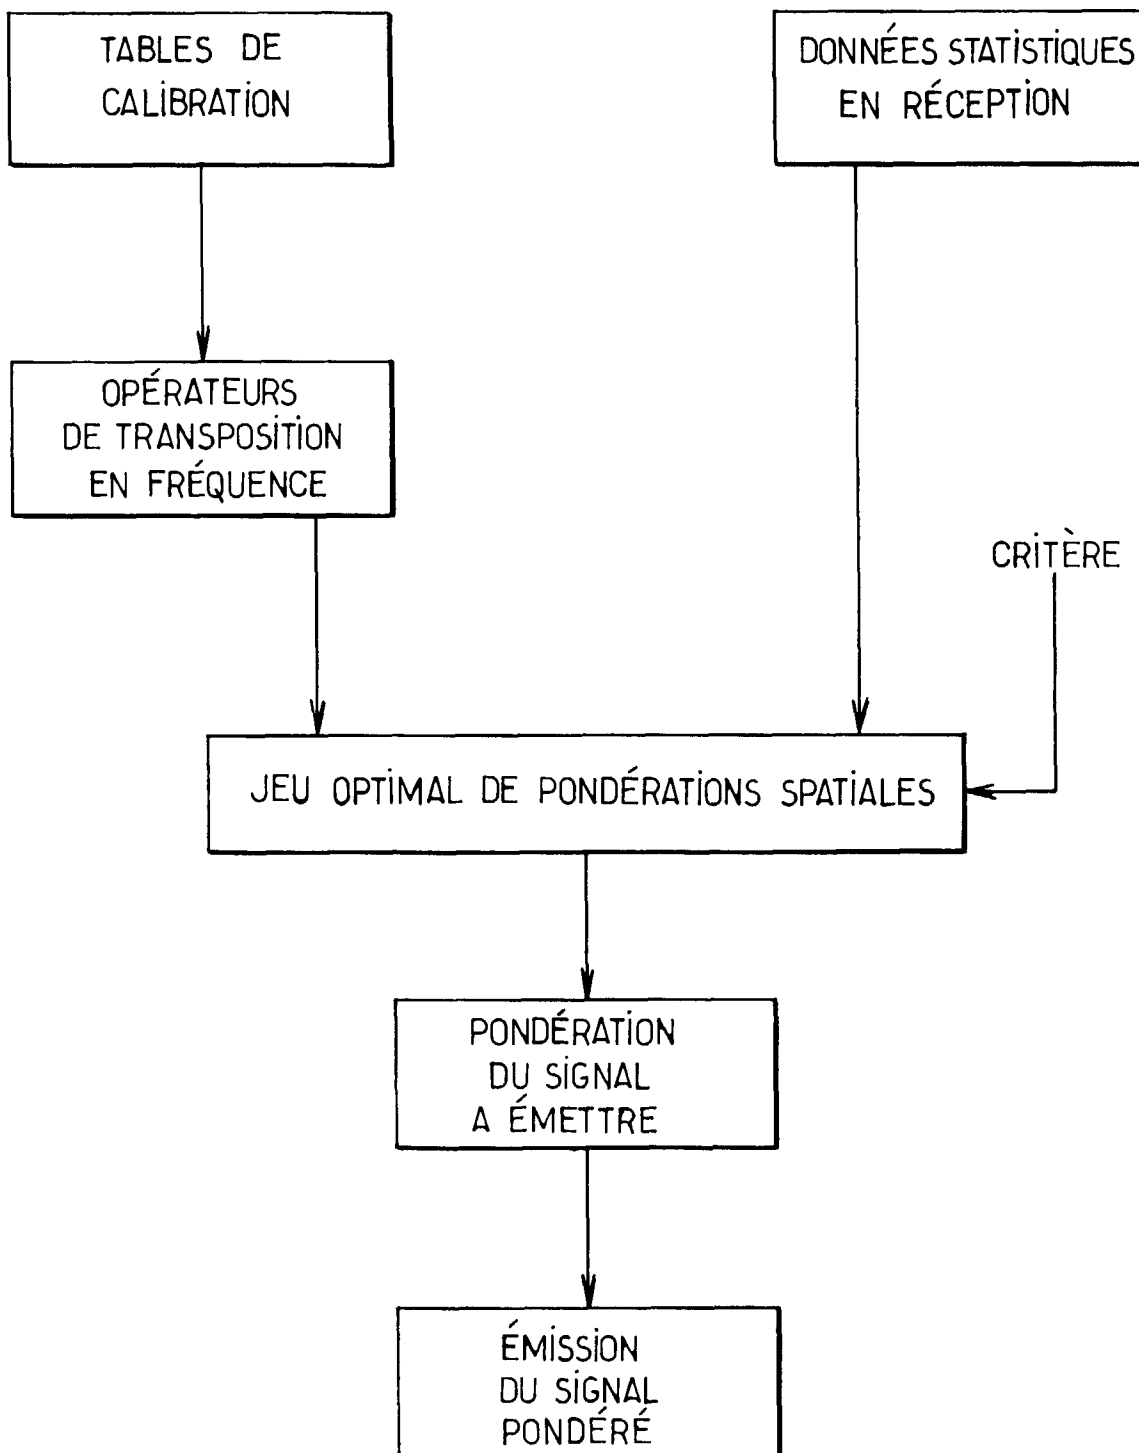 TABLES DE
CALIBRATION
DONNÉES STATISTIQUES
EN RÉCEPTION
OPÉRATEURS
DE TRANSPOSITION
EN FRÉQUENCE
CRITÈRE
JEU OPTIMAL DE PONDÉRATIONS SPATIALES
PONDÉRATION
DU SIGNAL
A ÉMETTRE
ÉMISSION
DU SIGNAL
PONDÉRÉ